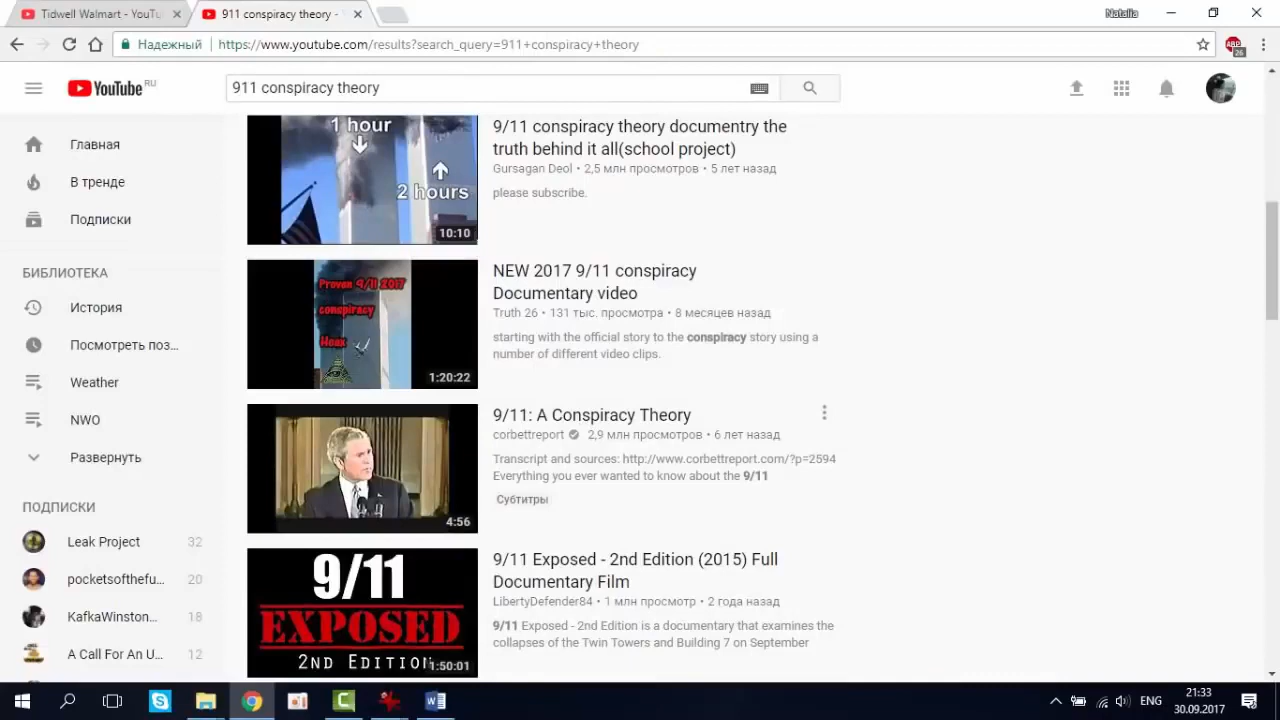 Tidwell Walmart - YouTu
911 conspiracy theory -
Natalia
Надежный
https://www.youtube.com/results?search_query=911+conspiracy+theory
ABP
26
YouTube RU
911 conspiracy theory
Главная
В тренде
Подписки
БИБЛИОТЕКА
История
Посмотреть поз...
Weather
NWO
Развернуть
ПОДПИСКИ
Leak Project 32
pocketsofthefu... 20
KafkaWinston... 18
A Call For An U... 12
1 hour
2 hours
10:10
9/11 conspiracy theory documentry the
truth behind it all(school project)
Gursagan Deol • 2,5 млн просмотров • 5 лет назад
please subscribe.
Proven 9/11 2017
conspiracy
Hoax
1:20:22
NEW 2017 9/11 conspiracy
Documentary video
Truth 26 • 131 тыс. просмотра • 8 месяцев назад
starting with the official story to the conspiracy story using a
number of different video clips.
4:56
9/11: A Conspiracy Theory
corbettreport 2,9 млн просмотров • 6 лет назад
Transcript and sources: http://www.corbettreport.com/?p=2594
Everything you ever wanted to know about the 9/11
Субтитры
9/11
EXPOSED
2ND EDITION
1:50:01
9/11 Exposed - 2nd Edition (2015) Full
Documentary Film
LibertyDefender84 • 1 млн просмотр • 2 года назад
9/11 Exposed - 2nd Edition is a documentary that examines the
collapses of the Twin Towers and Building 7 on September
ENG
21:33
30.09.2017